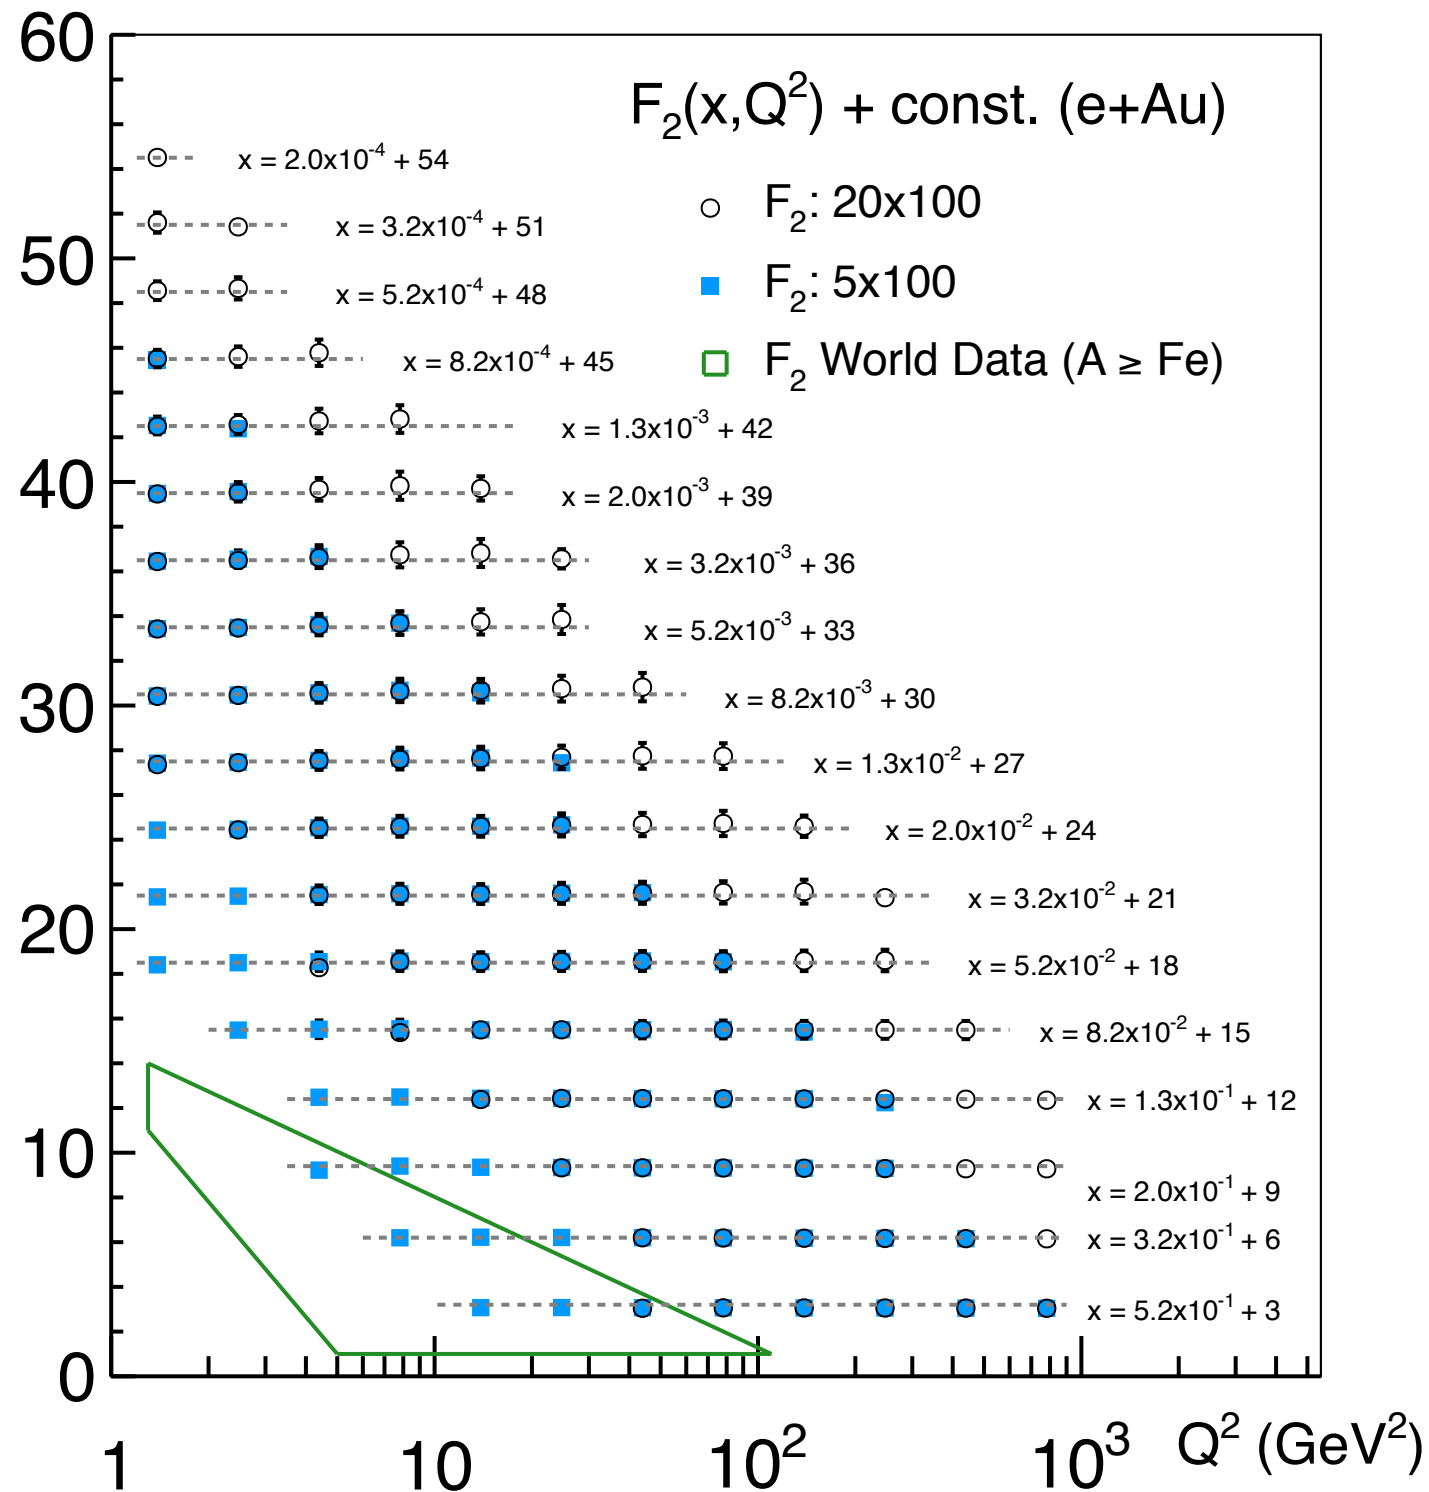 60
F₂(x,Q²) + const. (e+Au)
x = 2.0x10⁻⁴ + 54
F₂: 20x100
x = 3.2x10⁻⁴ + 51
50
F₂: 5x100
x = 5.2x10⁻⁴ + 48
F₂ World Data (A ≥ Fe)
x = 8.2x10⁻⁴ + 45
x = 1.3x10⁻³ + 42
40
x = 2.0x10⁻³ + 39
x = 3.2x10⁻³ + 36
x = 5.2x10⁻³ + 33
30
x = 8.2x10⁻³ + 30
x = 1.3x10⁻² + 27
x = 2.0x10⁻² + 24
x = 3.2x10⁻² + 21
20
x = 5.2x10⁻² + 18
x = 8.2x10⁻² + 15
x = 1.3x10⁻¹ + 12
10
x = 2.0x10⁻¹ + 9
x = 3.2x10⁻¹ + 6
x = 5.2x10⁻¹ + 3
0
1 10 10² 10³ Q² (GeV²)